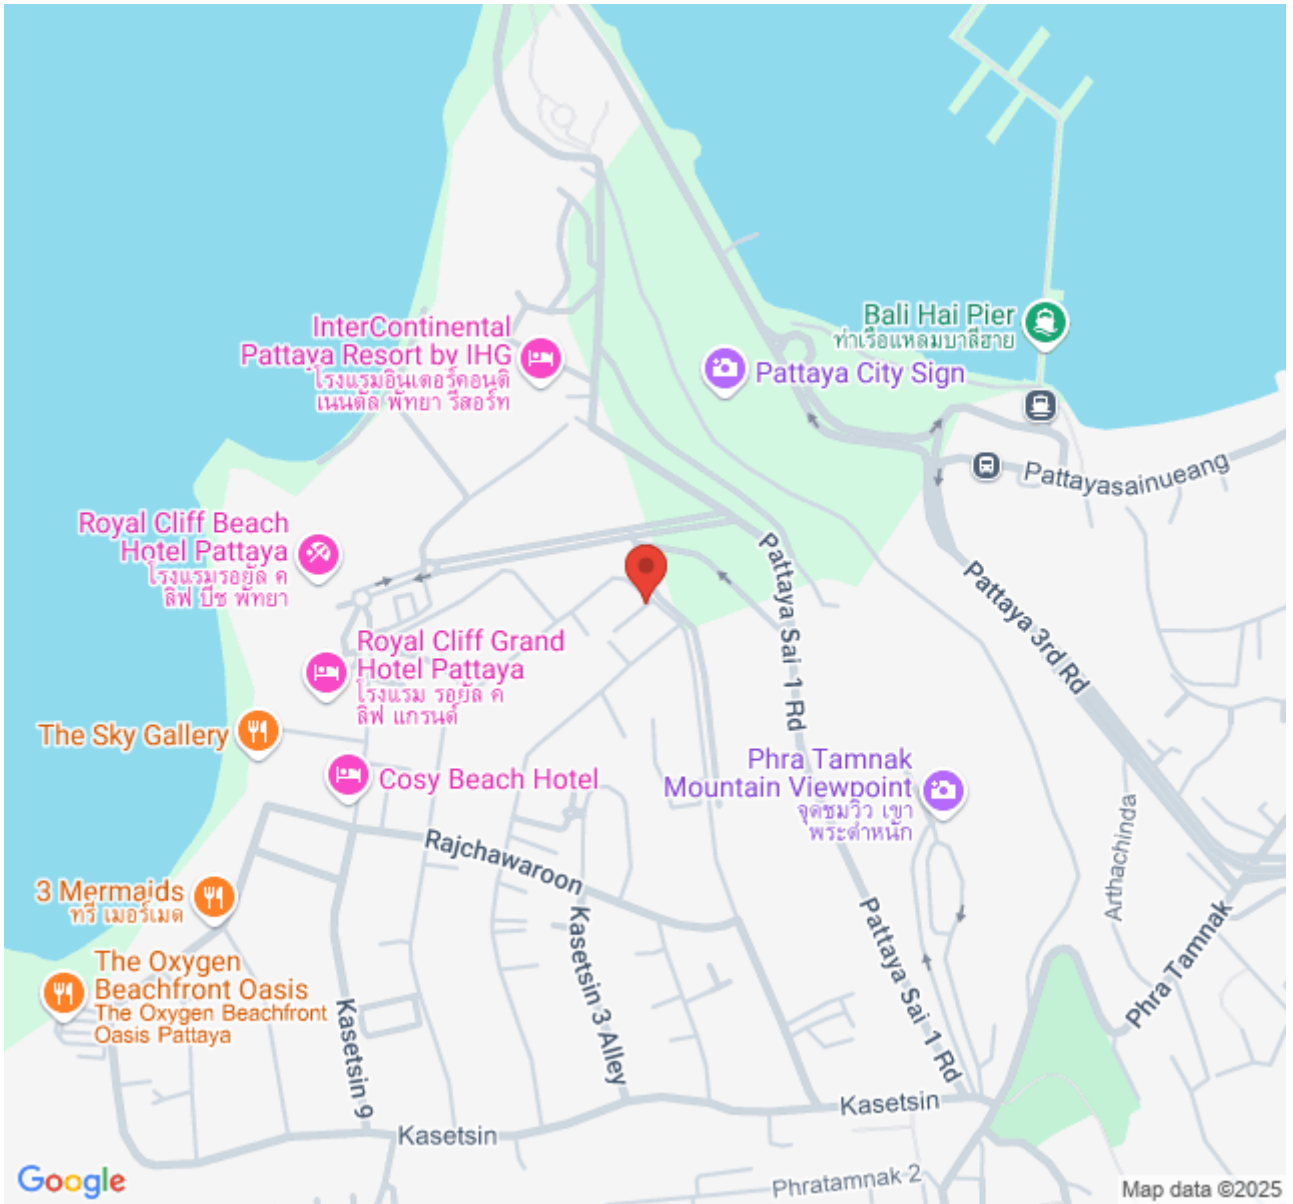 Bali Hai Pier
ท่าเรือแหลมบาลีฮาย
InterContinental
Pattaya Resort by IHG
โรงแรมอินเตอร์คอนติ
เนนตัล พัทยา รีสอร์ท
Pattaya City Sign
Pattayasainueang
Royal Cliff Beach
Hotel Pattaya
โรงแรมรอยัล ค
ลิฟ บีช พัทยา
Pattaya Sai 1 Rd
Pattaya 3rd Rd
Royal Cliff Grand
Hotel Pattaya
โรงแรม รอยัล ค
ลิฟ แกรนด์
The Sky Gallery
Cosy Beach Hotel
Phra Tamnak
Mountain Viewpoint
จุดชมวิว เขา
พระตำหนัก
Rajchawaroon
Arthachinda
3 Mermaids
ทรี เมอร์เมด
Kasetsin 3 Alley
Pattaya Sai 1 Rd
Phra Tamnak
The Oxygen
Beachfront Oasis
The Oxygen Beachfront
Oasis Pattaya
Kasetsin 9
Kasetsin
Kasetsin
Phratamnak 2
Google
Map data ©2025